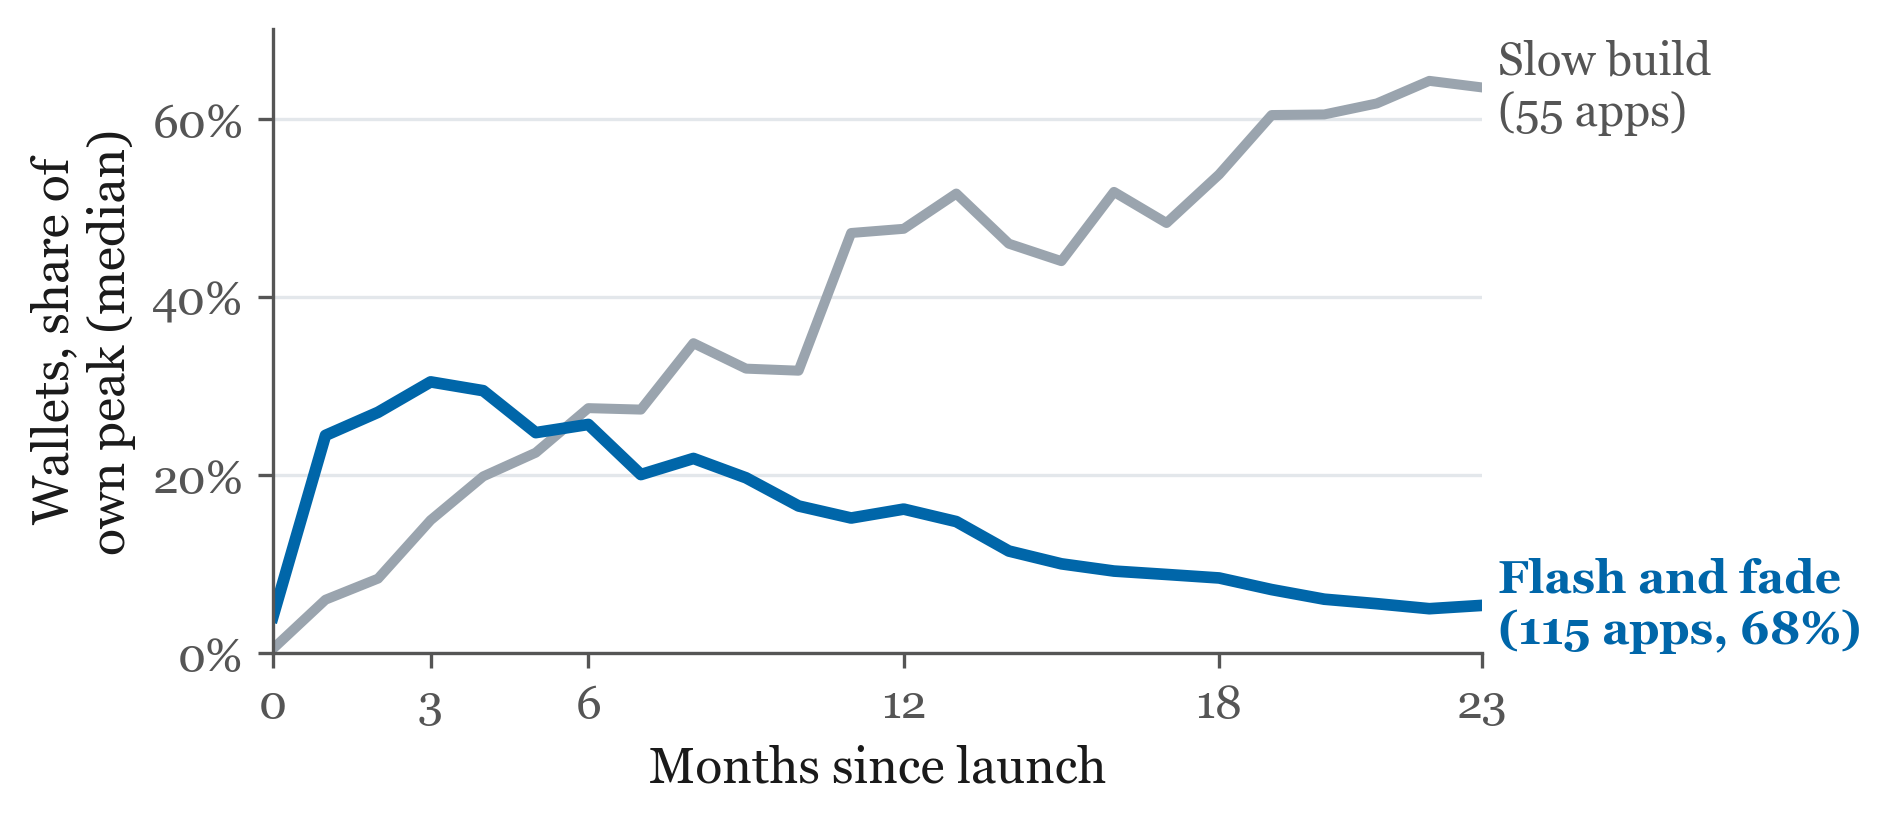 Wallets, share of
own peak (median)
60%
40%
20%
0%
Slow build
(55 apps)
Flash and fade
(115 apps, 68%)
0 3 6 12 18 23
Months since launch